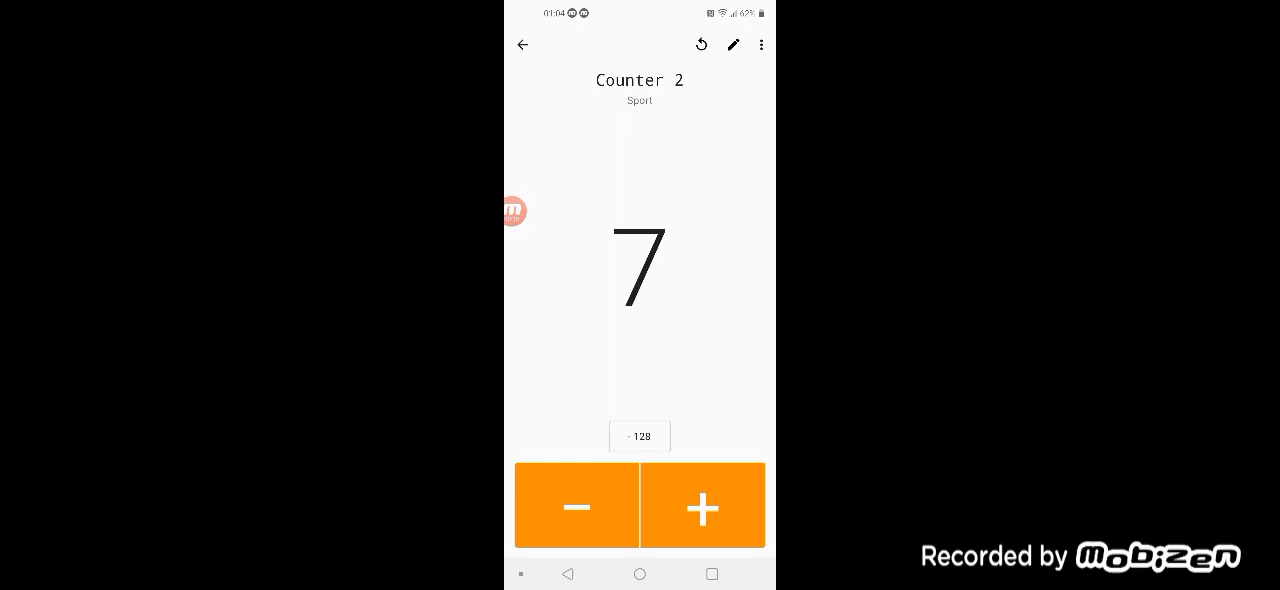 01:04
62%
Counter 2
Sport
7
- 128
− +
Recorded by mobizen